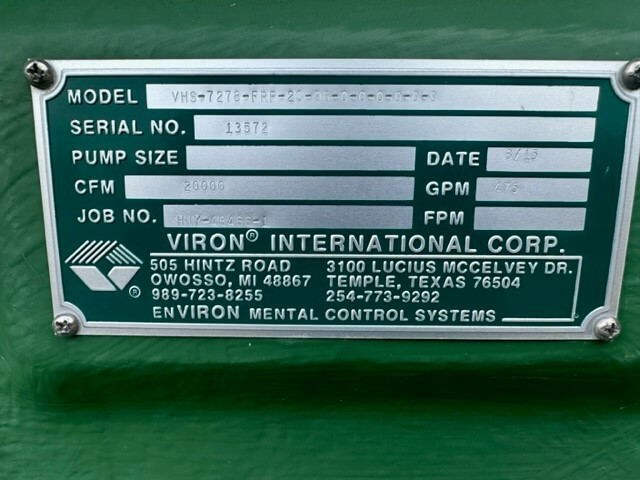 MODEL
SERIAL NO. 13572
PUMP SIZE DATE
CFM 20000 GPM 475
JOB NO. FPM
VIRON® INTERNATIONAL CORP.
505 HINTZ ROAD 3100 LUCIUS MCCELVEY DR.
OWOSSO, MI 48867 TEMPLE, TEXAS 76504
® 989-723-8255 254-773-9292
ENVIRON MENTAL CONTROL SYSTEMS